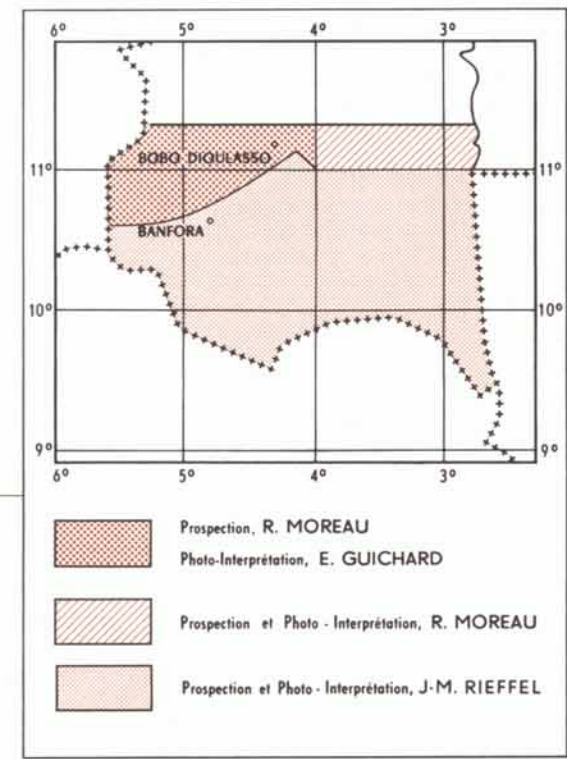 6° 5° 4° 3°
11° BOBO DIOULASSO 11°
BANFORA
10° 10°
9° 9°
6° 5° 4° 3°
Prospection, R. MOREAU
Photo-Interprétation, E. GUICHARD
Prospection et Photo - Interprétation, R. MOREAU
Prospection et Photo - Interprétation, J-M. RIEFFEL